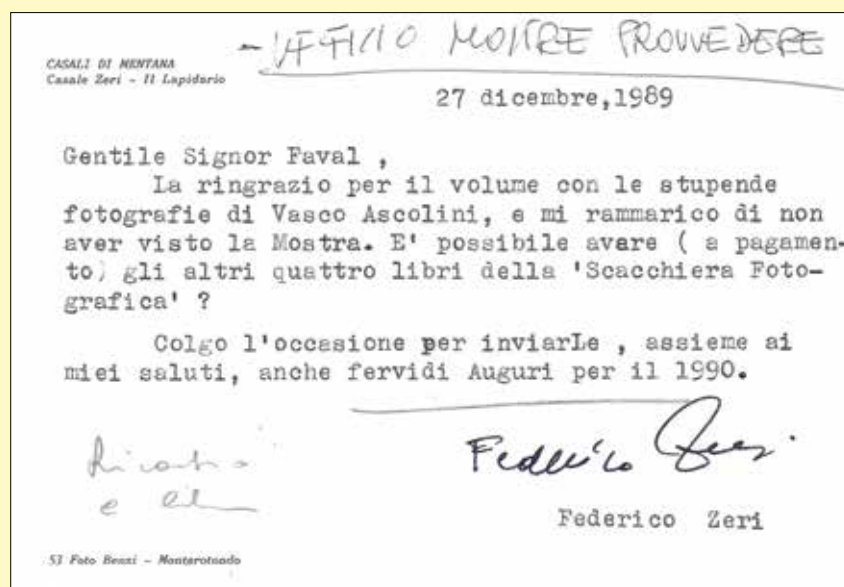 - UFFICIO MOSTRE PROVVEDERE
CASALI DI MENTANA
Casale Zeri - Il Lapidario
27 dicembre,1989
Gentile Signor Faval ,
La ringrazio per il volume con le stupende
fotografie di Vasco Ascolini, e mi rammarico di non
aver visto la Mostra. E' possibile avere ( a pagamen-
to) gli altri quattro libri della 'Scacchiera Foto-
grafica' ?
Colgo l'occasione per inviarLe , assieme ai
miei saluti, anche fervidi Auguri per il 1990.
e
Federico Zeri
Federico Zeri
53 Foto Benzi - Monterotondo